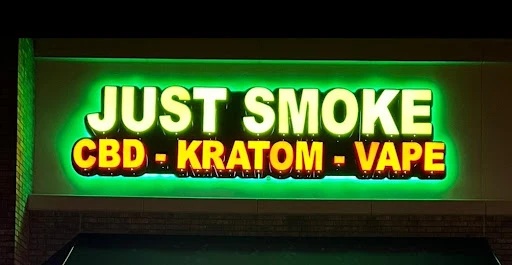 JUST SMOKE
CBD - KRATOM - VAPE